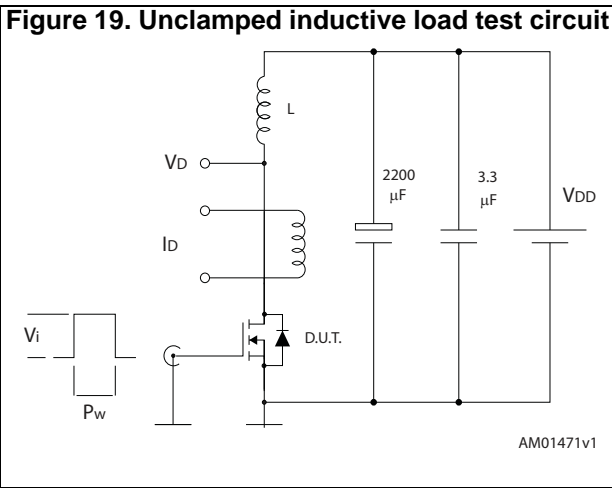 Figure 19. Unclamped inductive load test circuit
L
VD
2200
µF
3.3
µF
VDD
ID
Vi
D.U.T.
Pw
AM01471v1